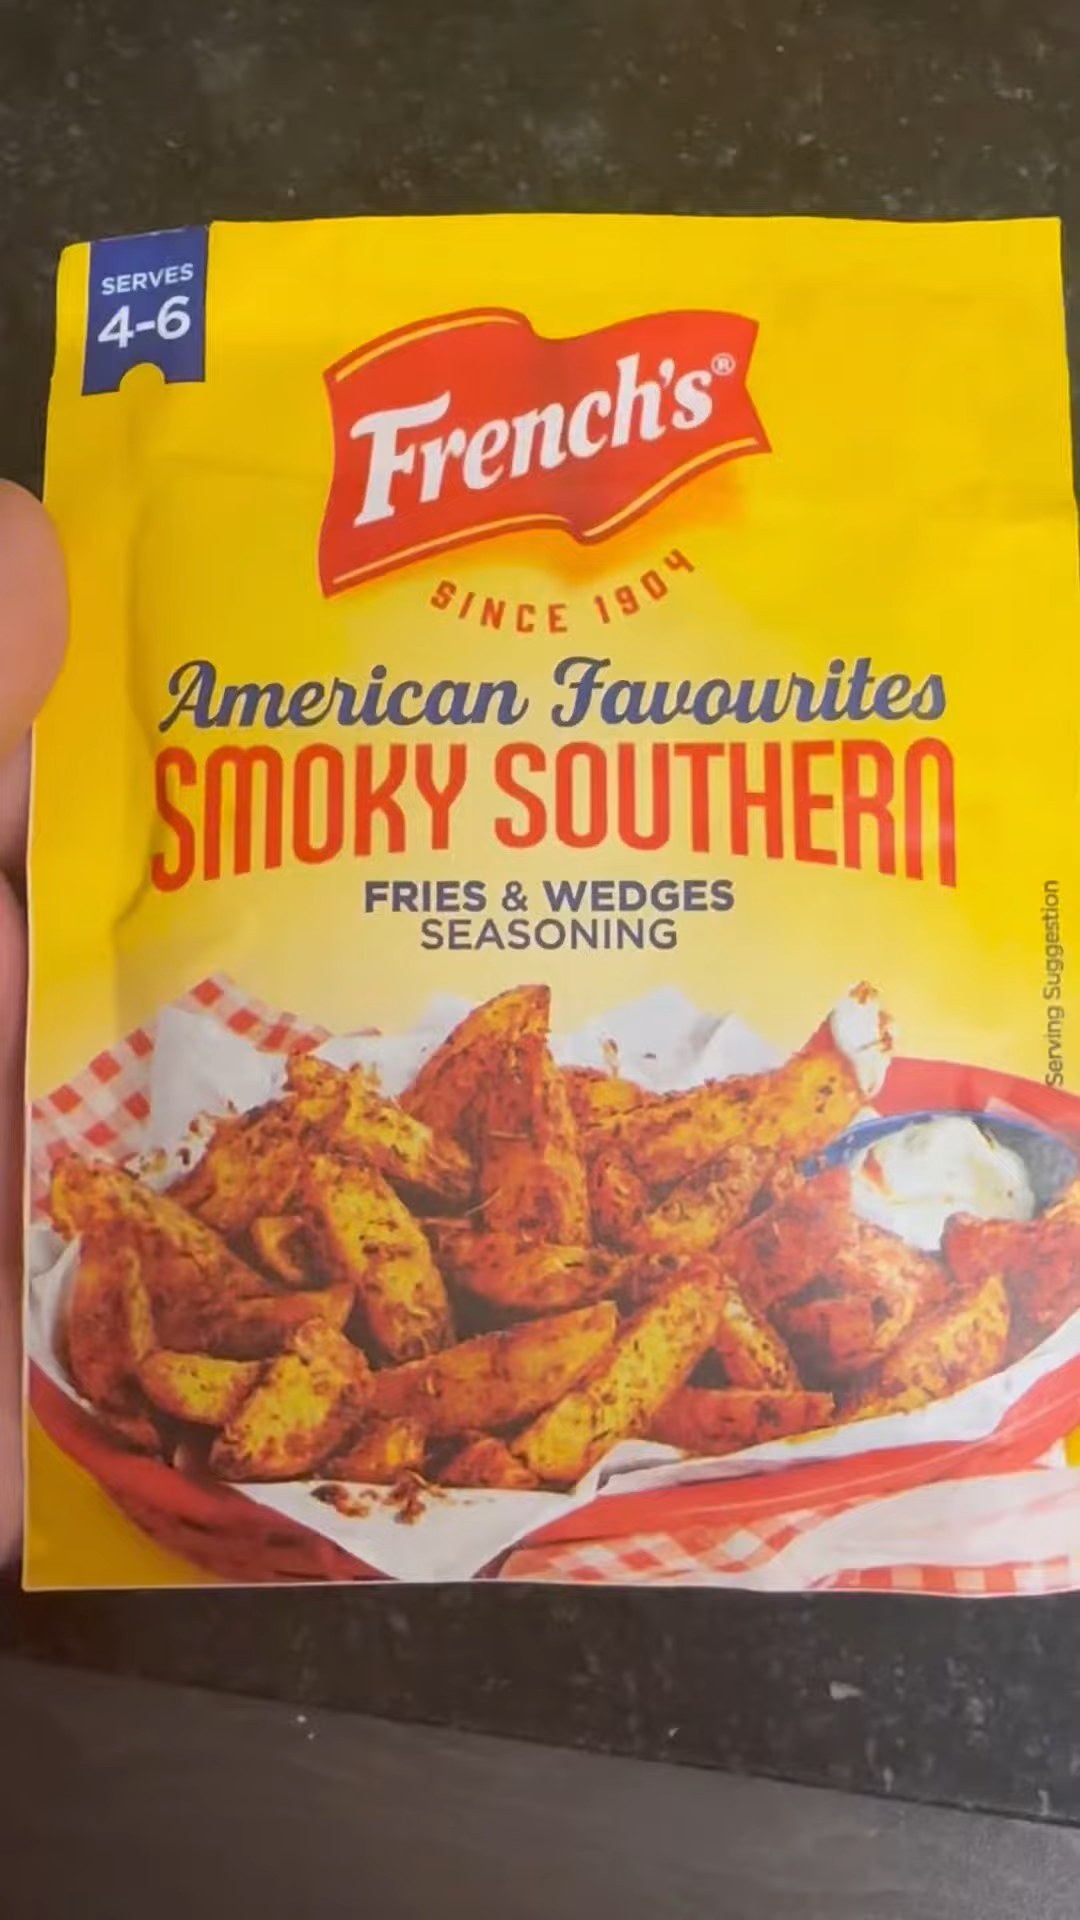 SERVES
4-6
French's®
SINCE 1904
American Favourites
SMOKY SOUTHERN
FRIES & WEDGES
SEASONING
Serving Suggestion